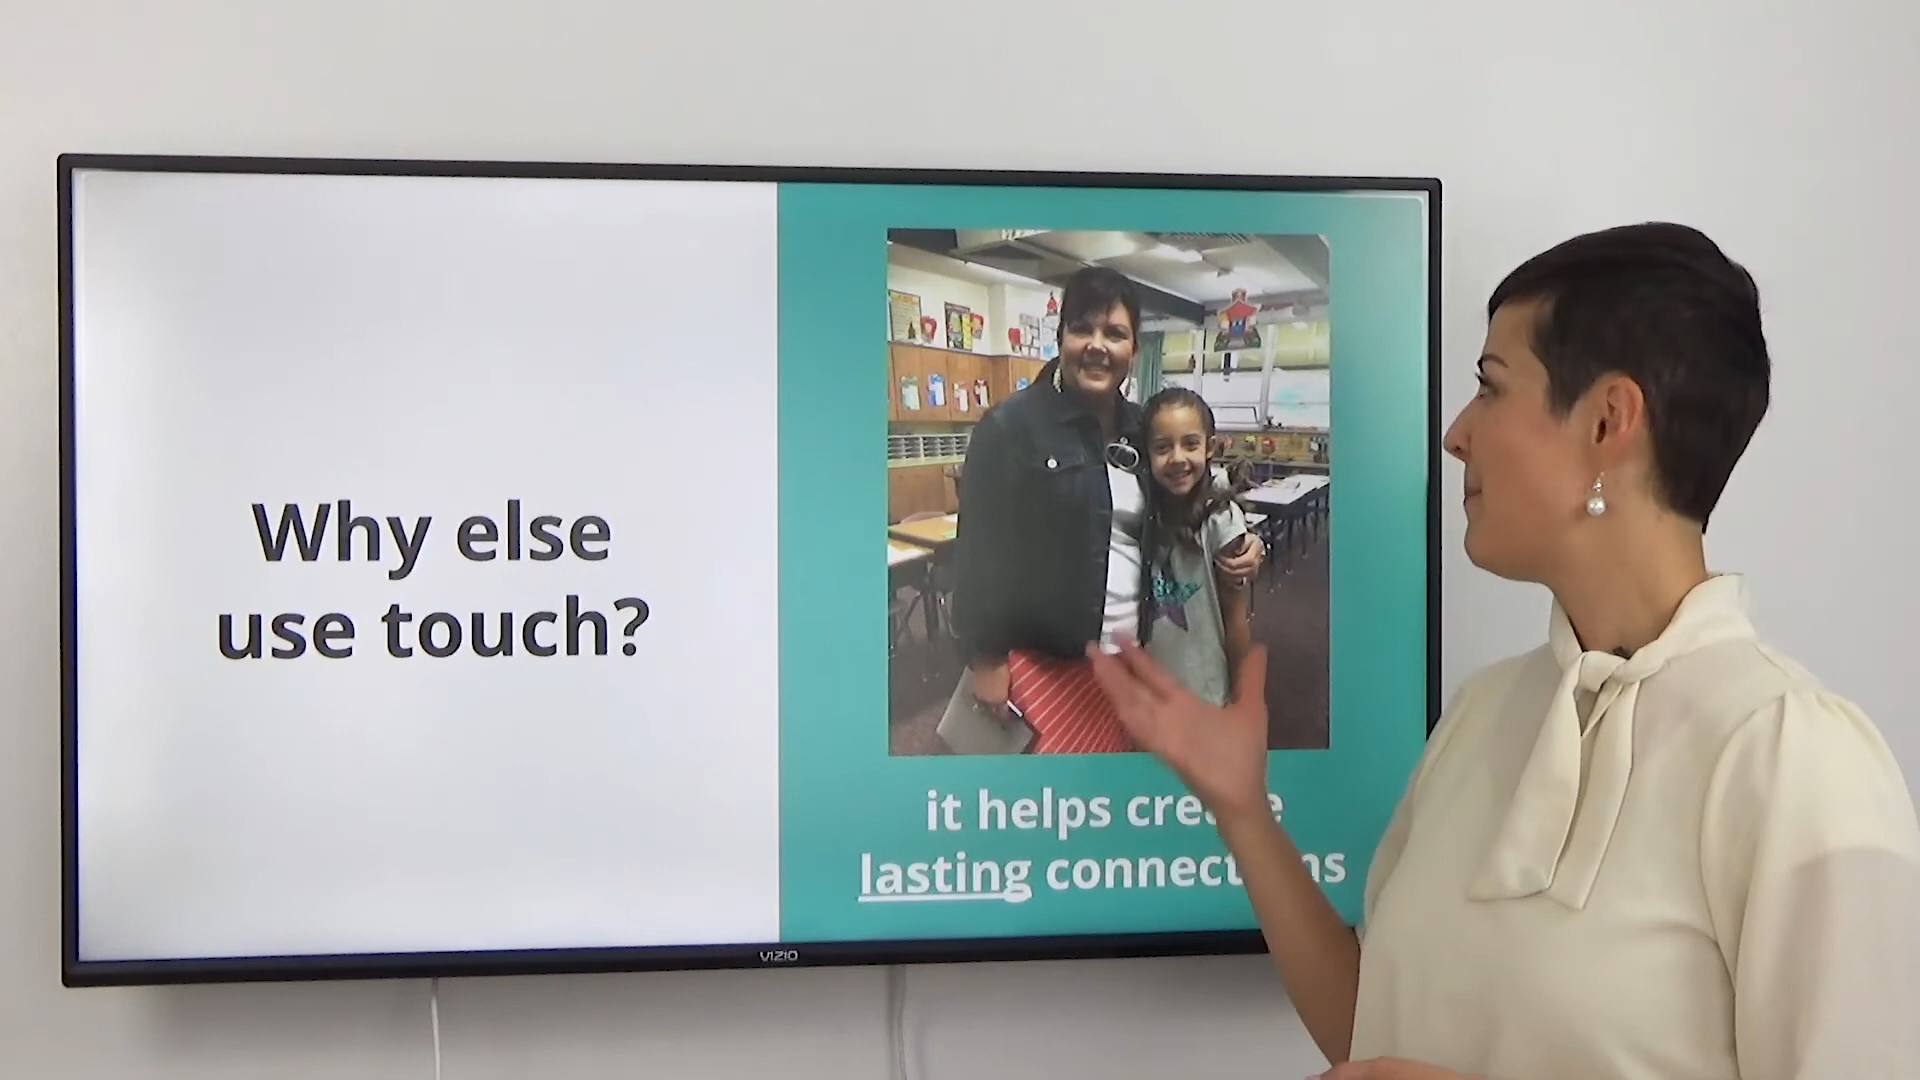 Why else
use touch?
it helps
lasting
VIZIO